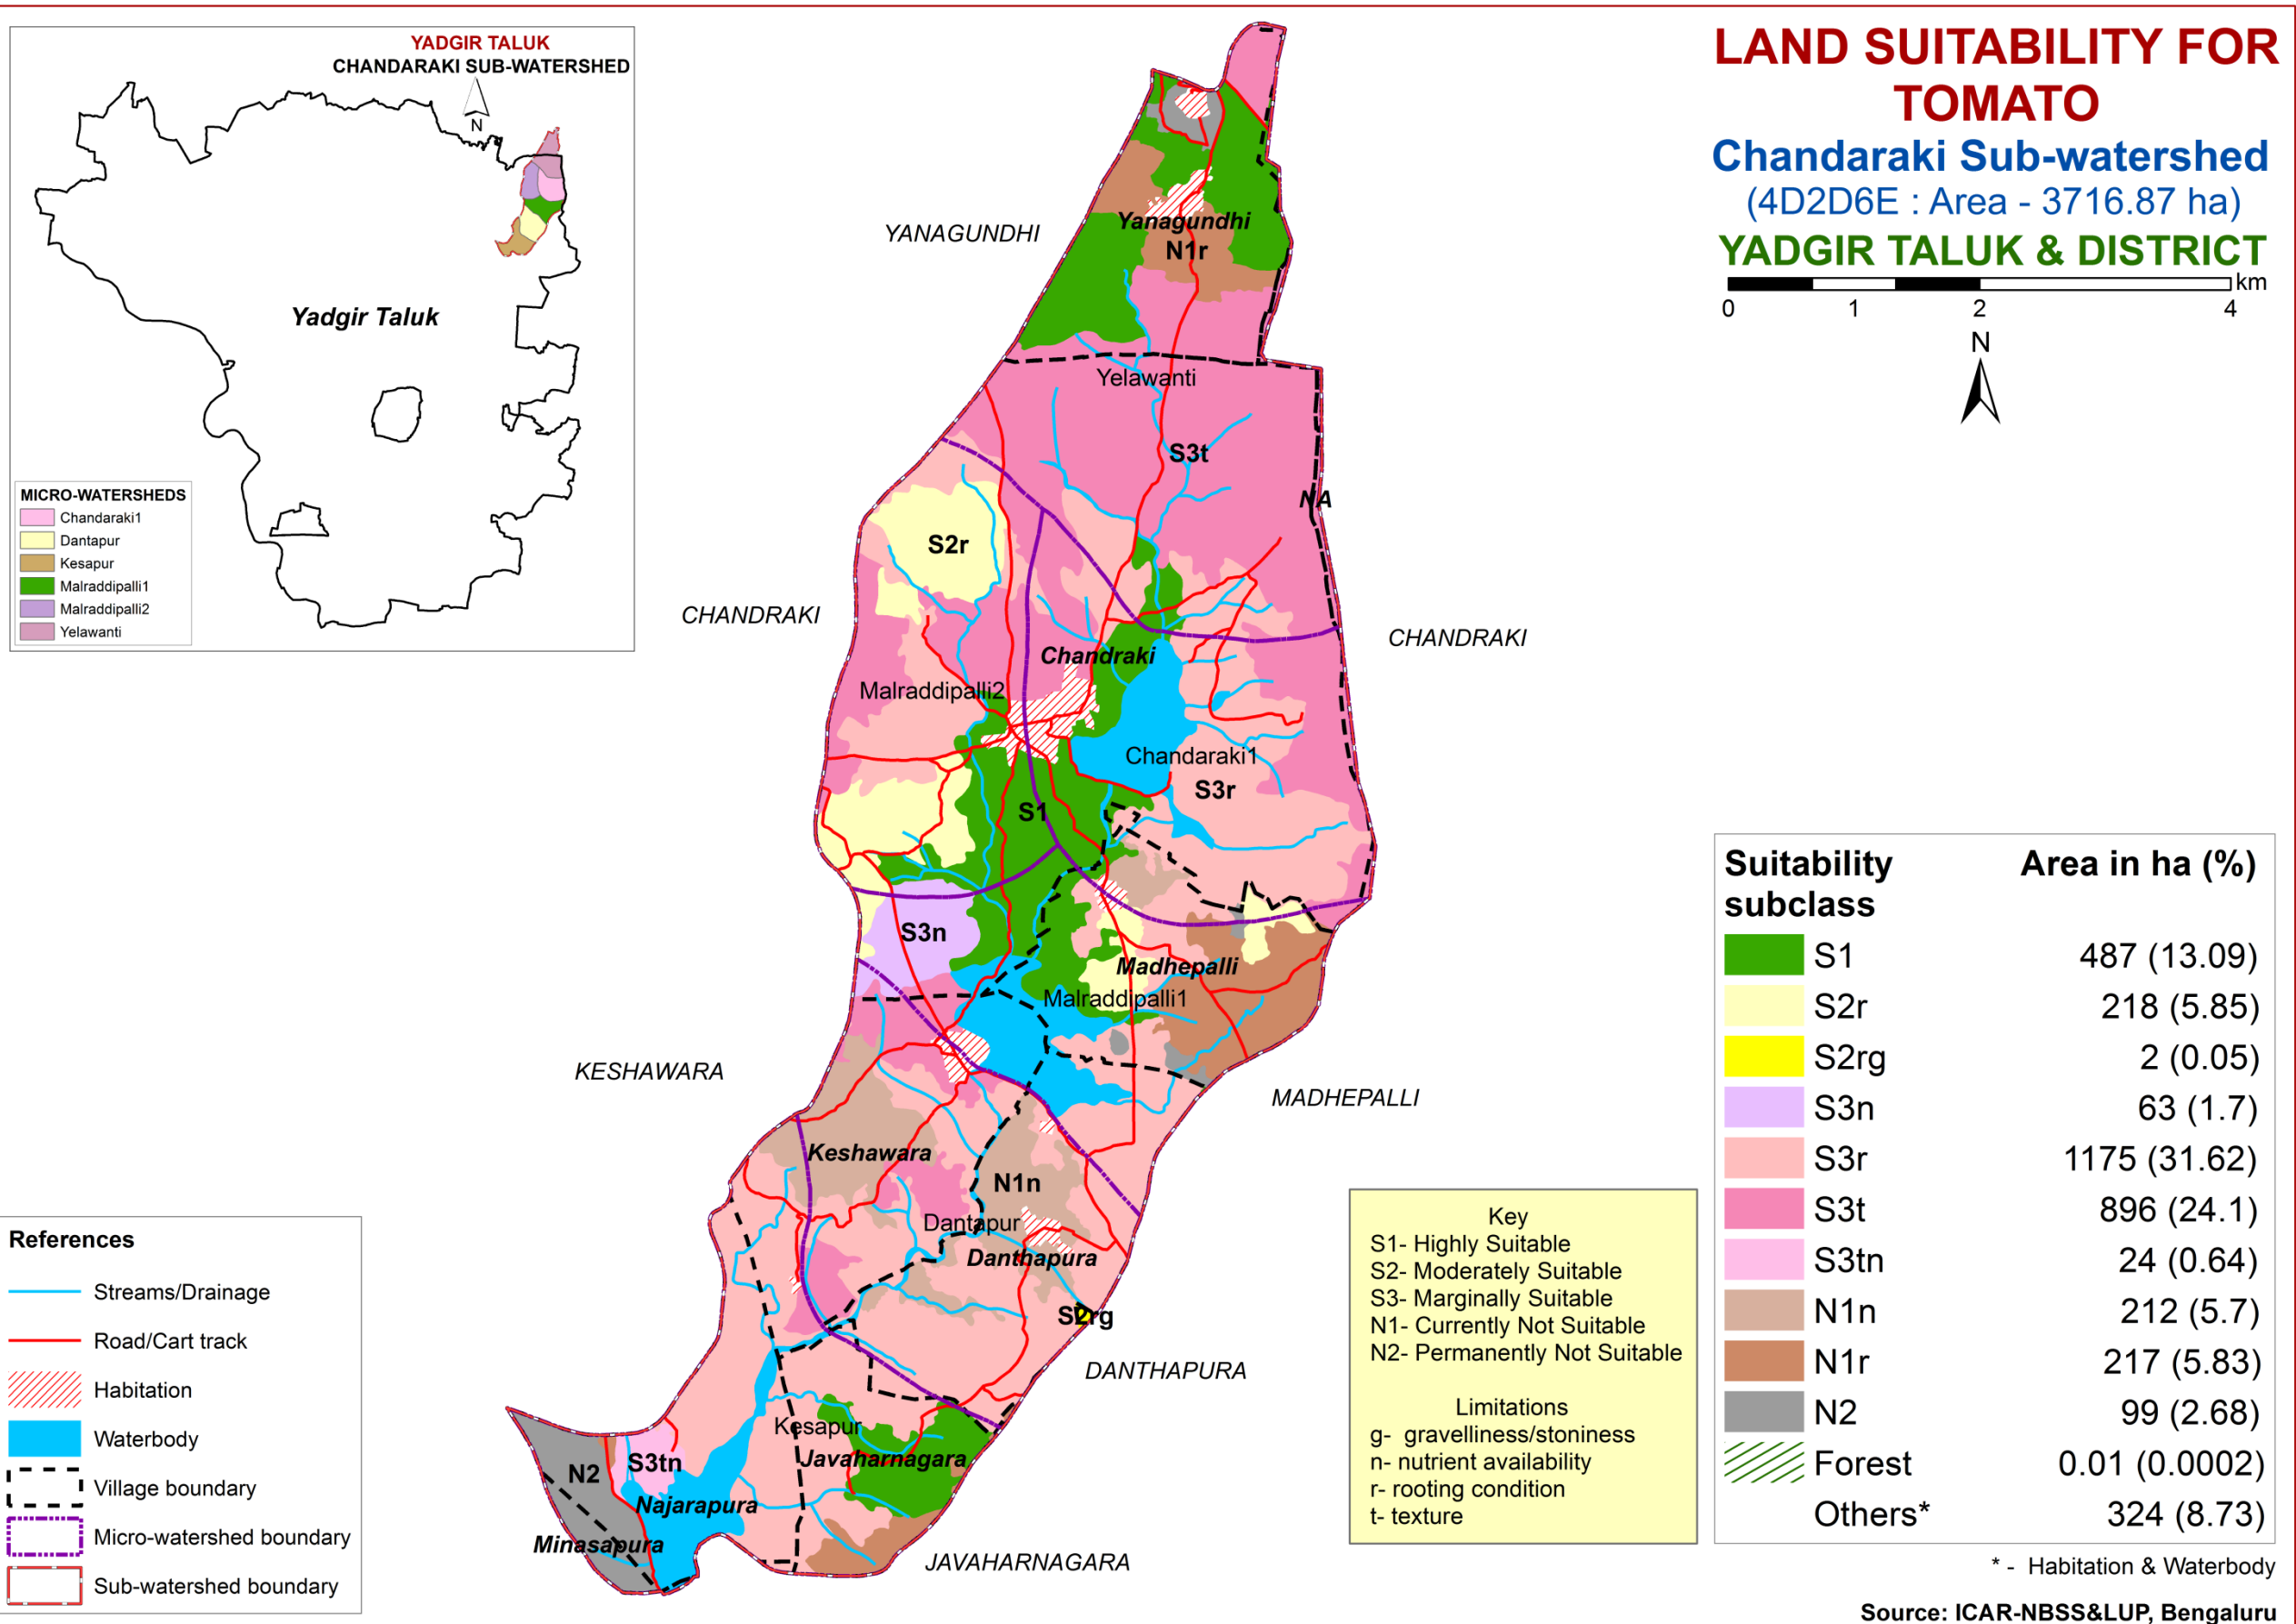 YADGIR TALUK
CHANDARAKI SUB-WATERSHED
N
Yadgir Taluk
MICRO-WATERSHEDS
Chandaraki1
Dantapur
Kesapur
Malraddipalli1
Malraddipalli2
Yelawanti
LAND SUITABILITY FOR
TOMATO
Chandaraki Sub-watershed
(4D2D6E : Area - 3716.87 ha)
YADGIR TALUK & DISTRICT
km
0 1 2 4
N
YANAGUNDHI
Yanagundhi
N1r
Yelawanti
S3t
NA
S2r
CHANDRAKI
CHANDRAKI
Chandraki
Malraddipalli2
Chandaraki1
S3r
S1
S3n
Madhepalli
Malraddipalli1
KESHAWARA
MADHEPALLI
Keshawara
N1n
Dantapur
Danthapura
S2rg
DANTHAPURA
Kesapur
Javaharnagara
N2
S3tn
Najarapura
Minasapura
JAVAHARNAGARA
References
Streams/Drainage
Road/Cart track
Habitation
Waterbody
Village boundary
Micro-watershed boundary
Sub-watershed boundary
Key
S1- Highly Suitable
S2- Moderately Suitable
S3- Marginally Suitable
N1- Currently Not Suitable
N2- Permanently Not Suitable
Limitations
g- gravelliness/stoniness
n- nutrient availability
r- rooting condition
t- texture
Suitability Area in ha (%)
subclass
S1 487 (13.09)
S2r 218 (5.85)
S2rg 2 (0.05)
S3n 63 (1.7)
S3r 1175 (31.62)
S3t 896 (24.1)
S3tn 24 (0.64)
N1n 212 (5.7)
N1r 217 (5.83)
N2 99 (2.68)
Forest 0.01 (0.0002)
Others* 324 (8.73)
* - Habitation & Waterbody
Source: ICAR-NBSS&LUP, Bengaluru